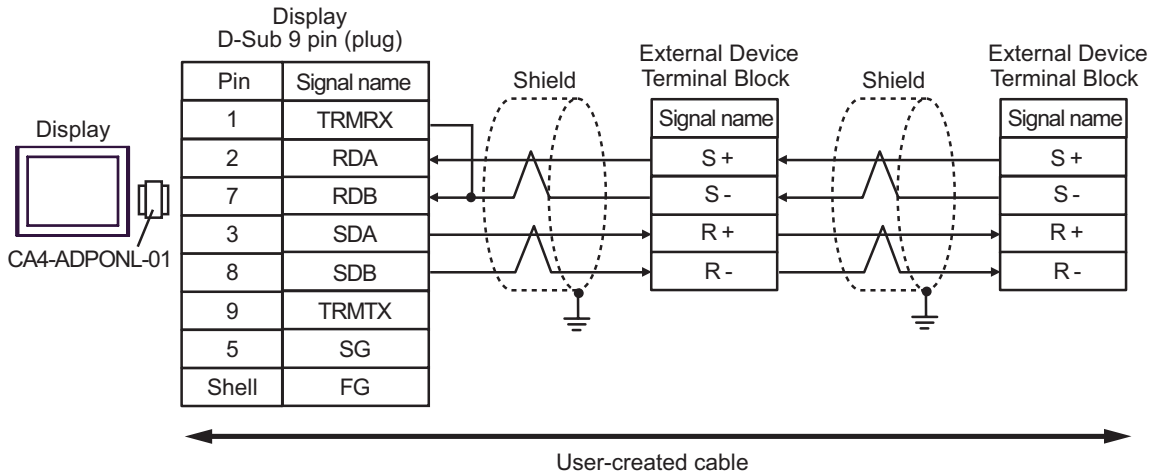 Display
D-Sub 9 pin (plug)
Pin Signal name
1 TRMRX
2 RDA
7 RDB
3 SDA
8 SDB
9 TRMTX
5 SG
Shell FG
Display
CA4-ADPONL-01
Shield
External Device
Terminal Block
Signal name
S +
S -
R +
R -
Shield
External Device
Terminal Block
Signal name
S +
S -
R +
R -
User-created cable